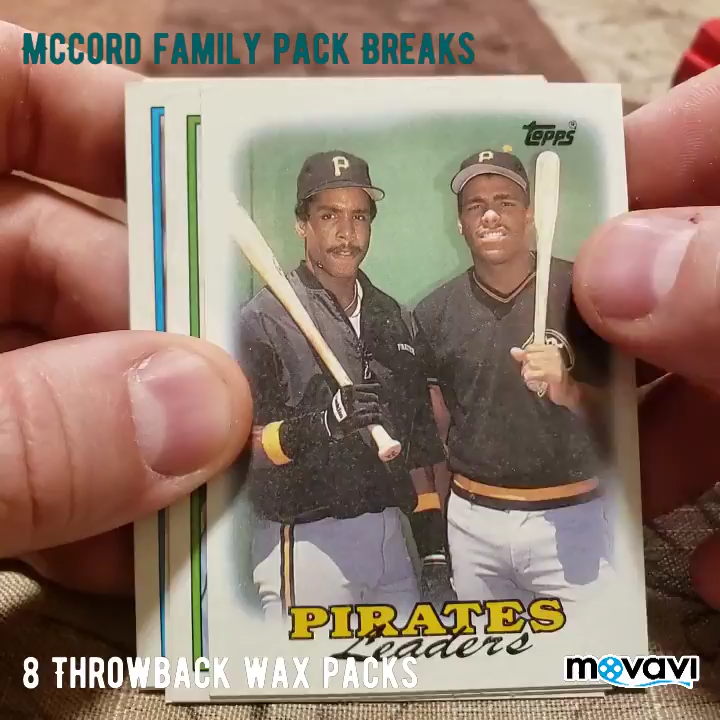 McCord Family Pack Breaks
topps
P
P
PIRATES
Leaders
8 Throwback Wax Packs
movavi